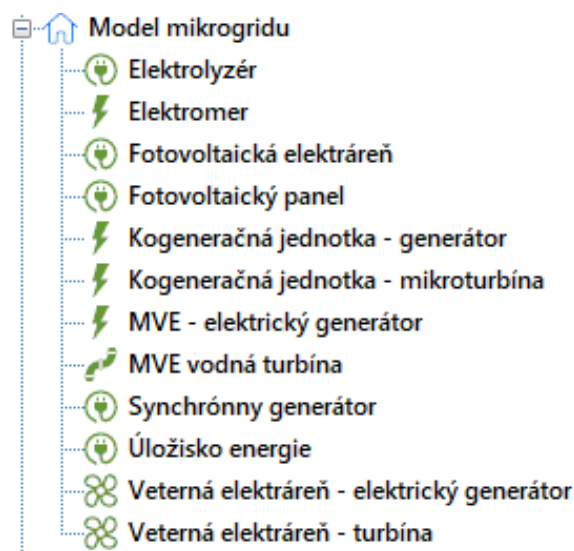 Model mikrogridu
Elektrolyzér
Elektromer
Fotovoltaická elektráreň
Fotovoltaický panel
Kogeneračná jednotka - generátor
Kogeneračná jednotka - mikroturbína
MVE - elektrický generátor
MVE vodná turbína
Synchrónny generátor
Úložisko energie
Veterná elektráreň - elektrický generátor
Veterná elektráreň - turbína